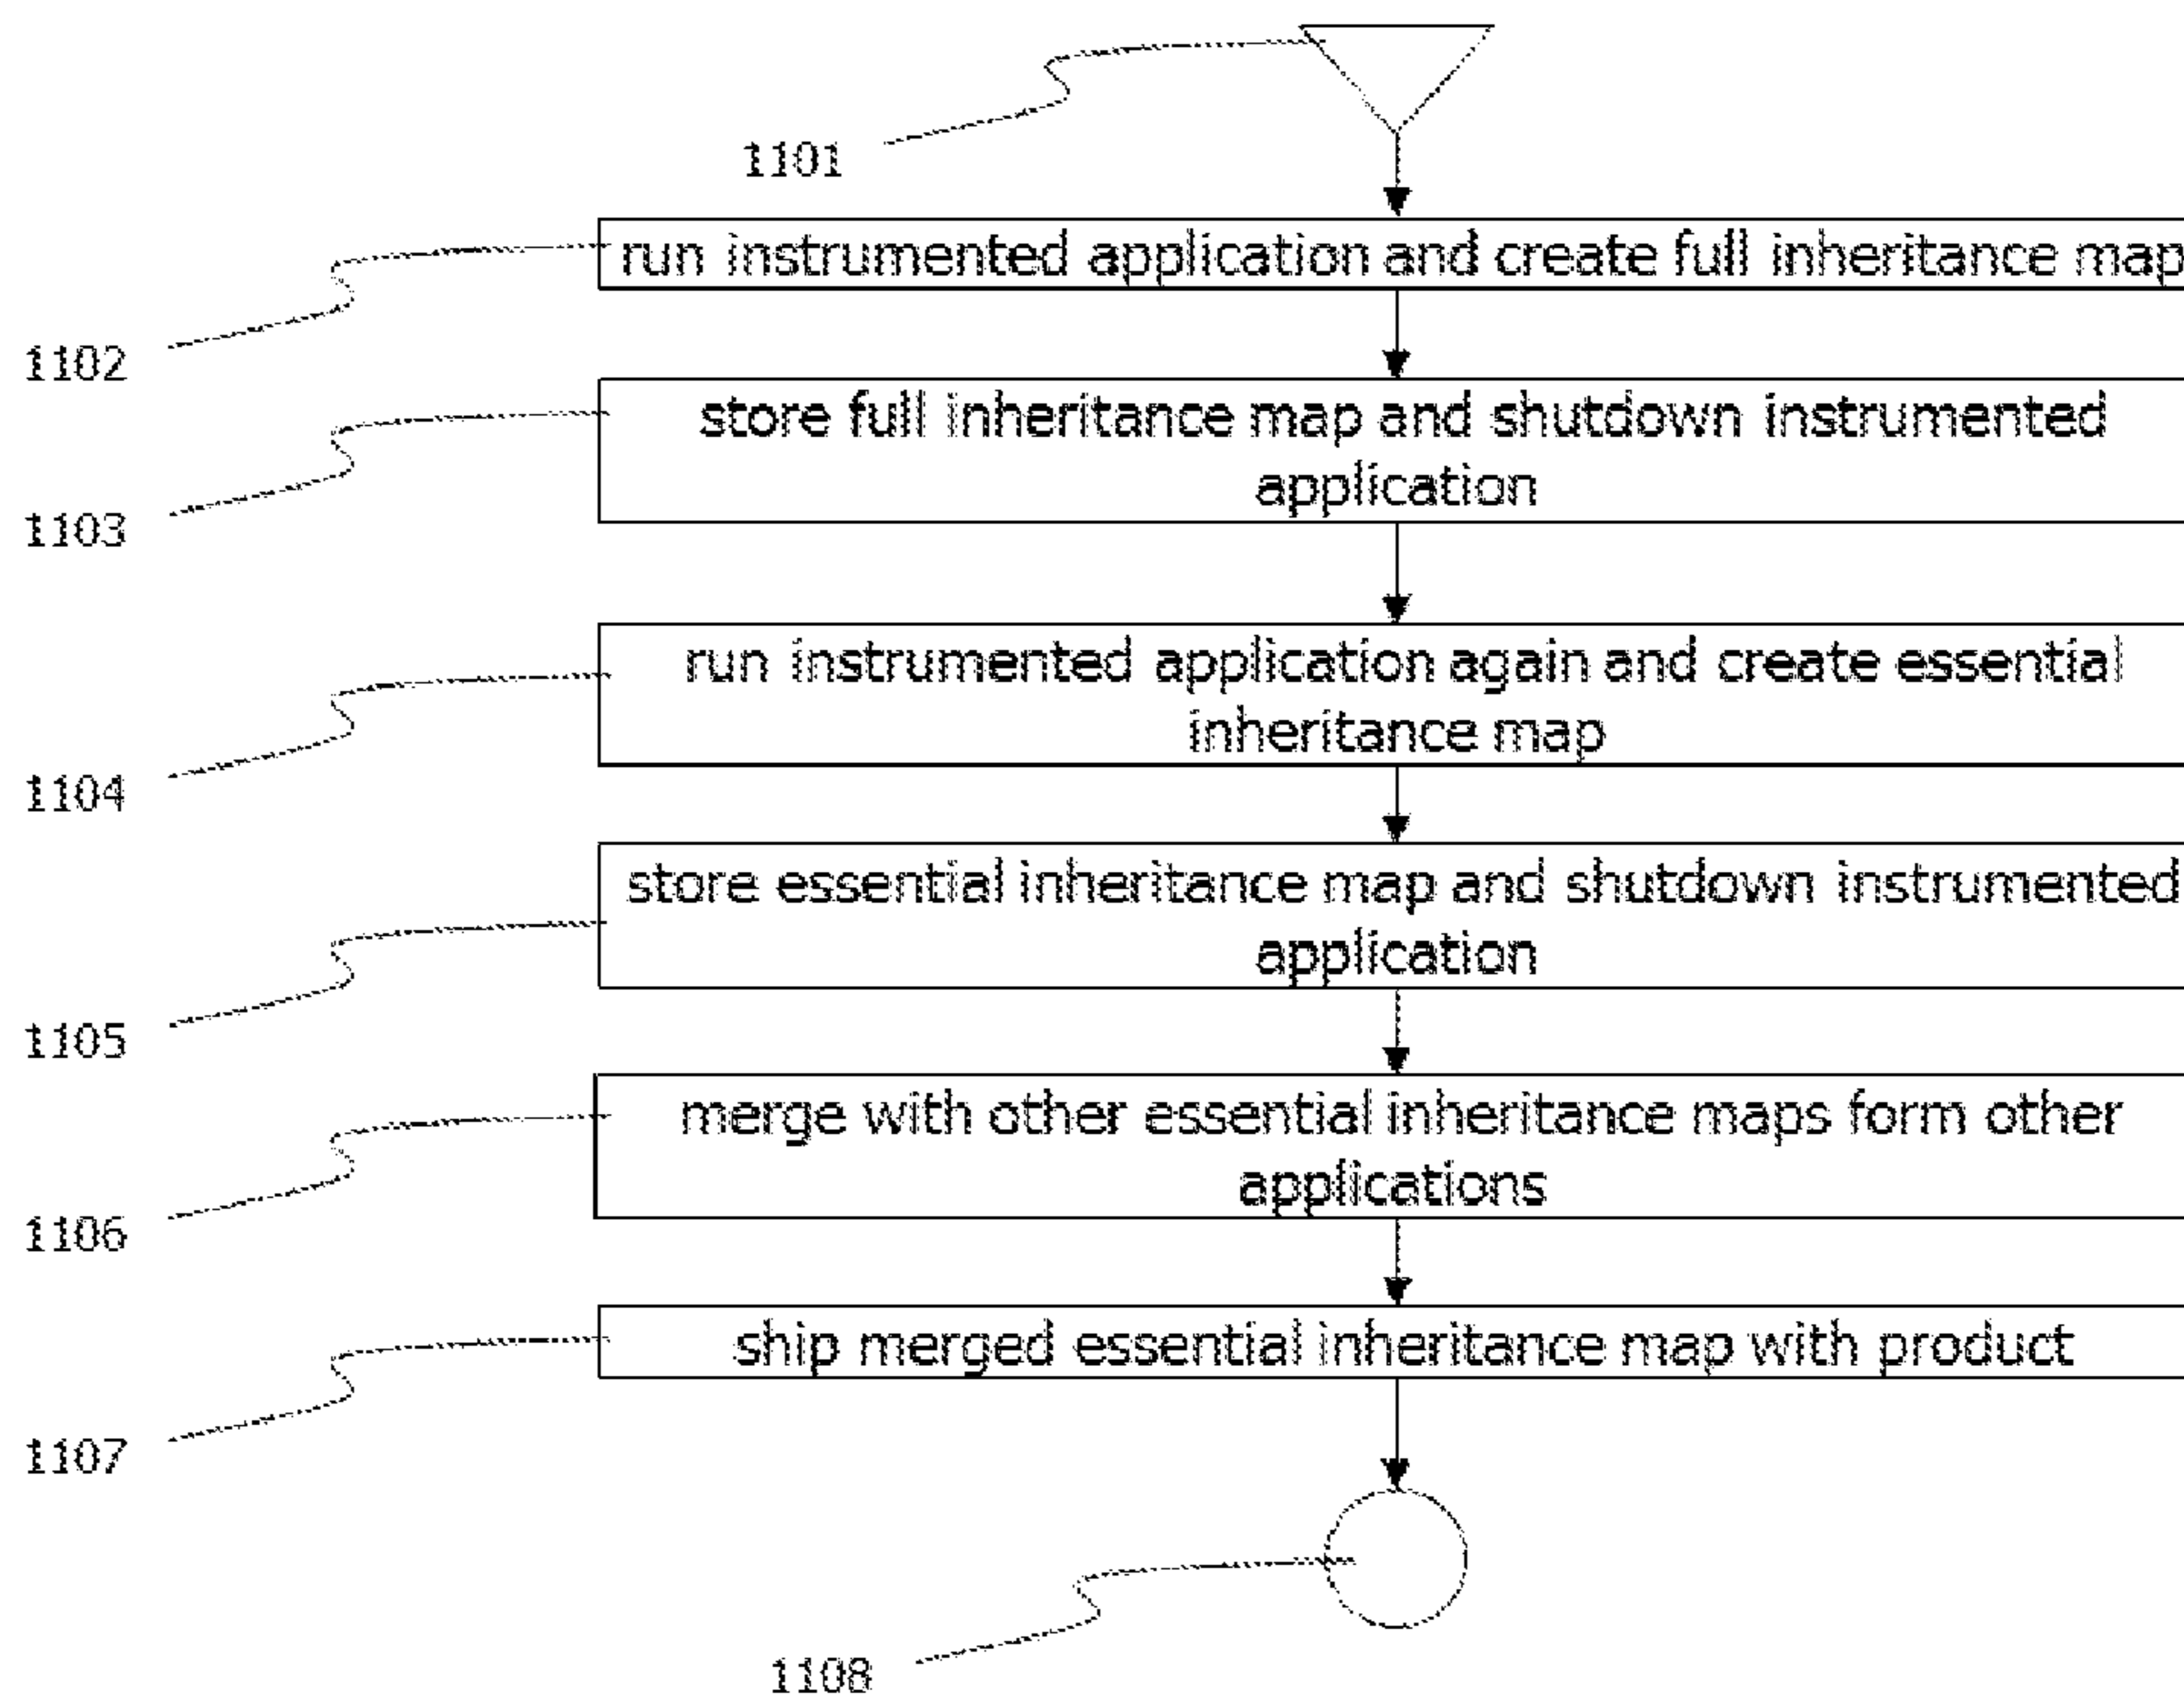 1101
run instrumented application and create full inheritance map
1102
store full inheritance map and shutdown instrumented
application
1103
run instrumented application again and create essential
inheritance map
1104
store essential inheritance map and shutdown instrumented
application
1105
merge with other essential inheritance maps form other
applications
1106
ship merged essential inheritance map with product
1107
1108